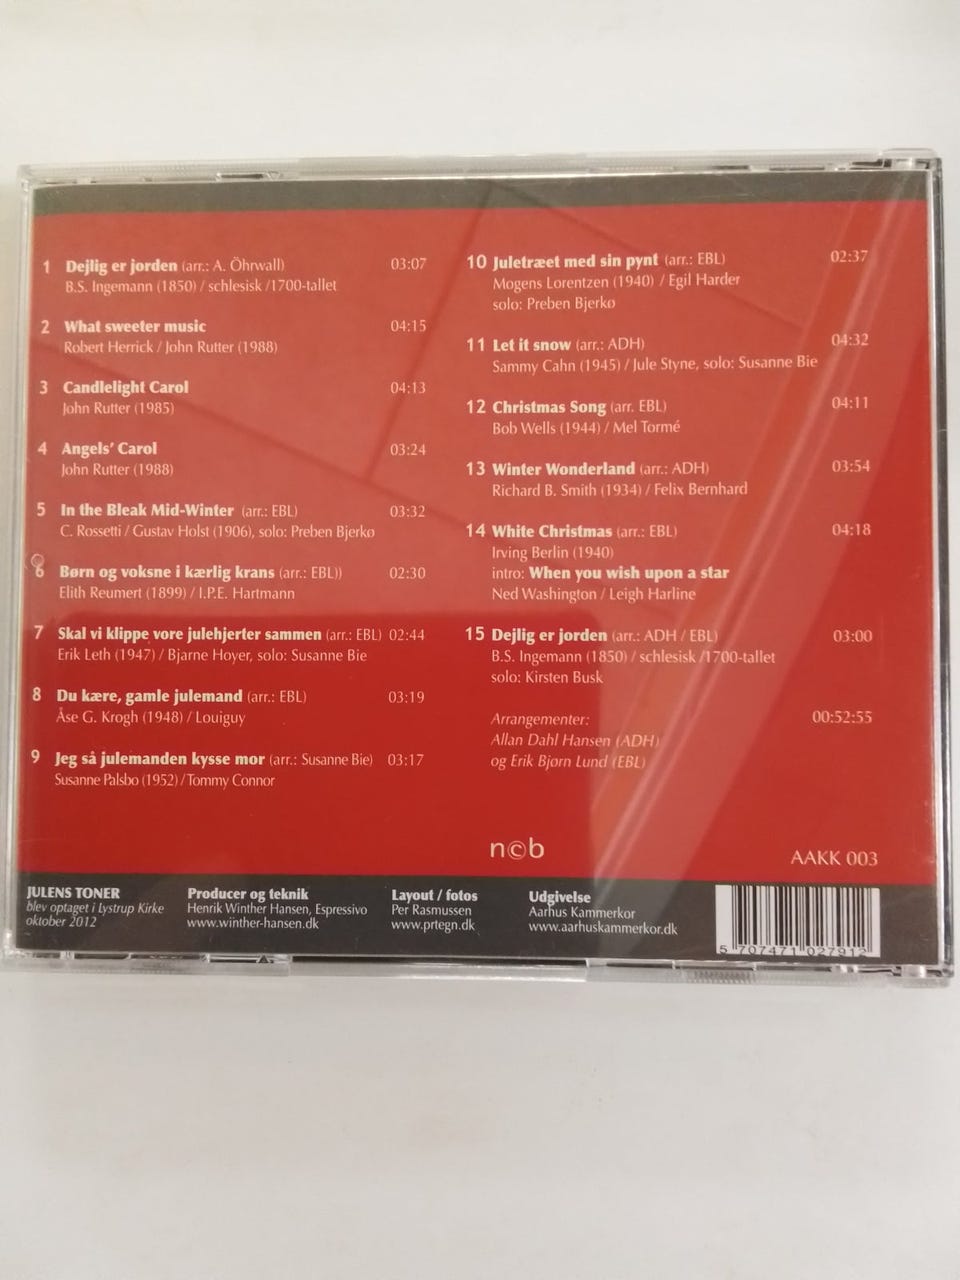 1 Dejlig er jorden (arr.: A. Öhrwall) 03:07
B.S. Ingemann (1850) / schlesisk /1700-tallet
2 What sweeter music 04:15
Robert Herrick / John Rutter (1988)
3 Candlelight Carol 04:13
John Rutter (1985)
4 Angels' Carol 03:24
John Rutter (1988)
5 In the Bleak Mid-Winter (arr.: EBL) 03:32
C. Rossetti / Gustav Holst (1906), solo: Preben Bjerkø
6 Børn og voksne i kærlig krans (arr.: EBL)) 02:30
Elith Reumert (1899) / I.P.E. Hartmann
7 Skal vi klippe vore julehjerter sammen (arr.: EBL) 02:44
Erik Leth (1947) / Bjarne Hoyer, solo: Susanne Bie
8 Du kære, gamle julemand (arr.: EBL) 03:19
Åse G. Krogh (1948) / Louiguy
9 Jeg så julemanden kysse mor (arr.: Susanne Bie) 03:17
Susanne Palsbo (1952) / Tommy Connor
10 Juletræet med sin pynt (arr.: EBL) 02:37
Mogens Lorentzen (1940) / Egil Harder
solo: Preben Bjerkø
11 Let it snow (arr.: ADH) 04:32
Sammy Cahn (1945) / Jule Styne, solo: Susanne Bie
12 Christmas Song (arr. EBL) 04:11
Bob Wells (1944) / Mel Tormé
13 Winter Wonderland (arr.: ADH) 03:54
Richard B. Smith (1934) / Felix Bernhard
14 White Christmas (arr.: EBL) 04:18
Irving Berlin (1940)
intro: When you wish upon a star
Ned Washington / Leigh Harline
15 Dejlig er jorden (arr.: ADH / EBL) 03:00
B.S. Ingemann (1850) / schlesisk /1700-tallet
solo: Kirsten Busk
Arrangementer: 00:52:55
Allan Dahl Hansen (ADH)
og Erik Bjørn Lund (EBL)
n©b
AAKK 003
JULENS TONER
blev optaget i Lystrup Kirke
oktober 2012
Producer og teknik
Henrik Winther Hansen, Espressivo
www.winther-hansen.dk
Layout / fotos
Per Rasmussen
www.prtegn.dk
Udgivelse
Aarhus Kammerkor
www.aarhuskammerkor.dk
5 707471 027912